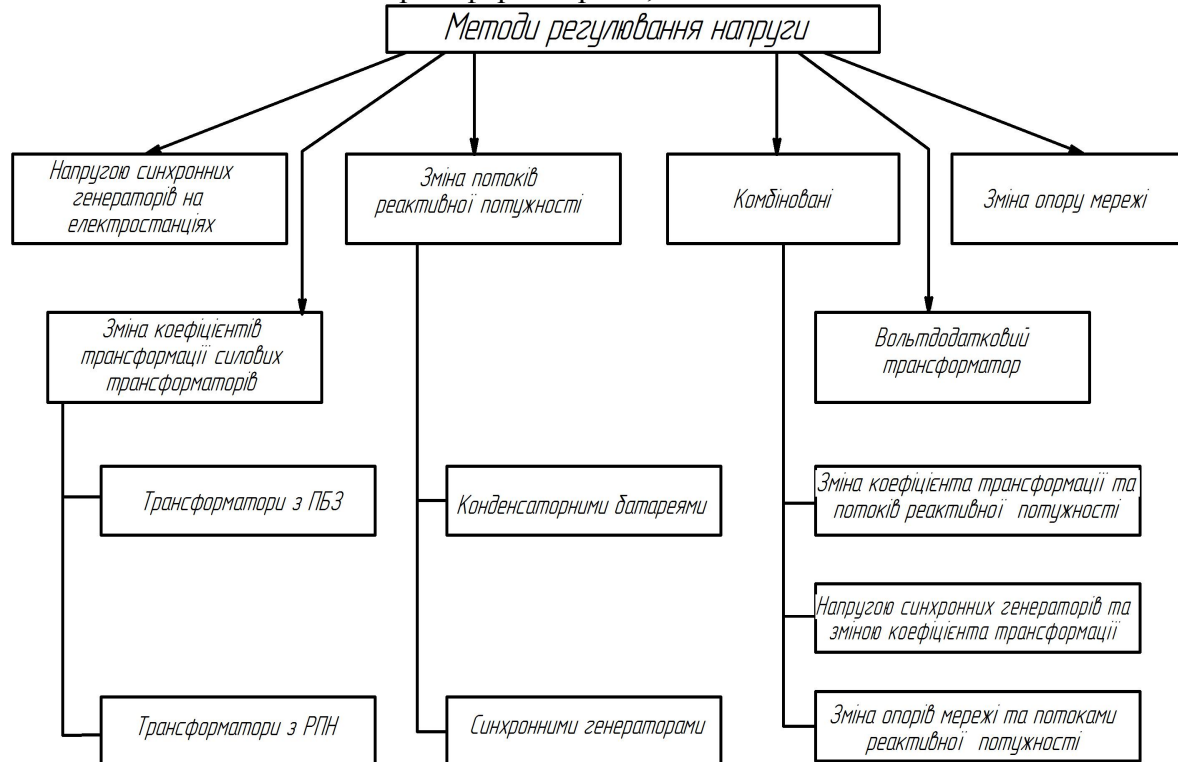 Методи регулювання напруги
Напругою синхронних
генераторів на
електростанціях
Зміна потоків
реактивної потужності
Комбіновані
Зміна опору мережі
Зміна коефіцієнтів
трансформації силових
трансформаторів
Вольтдодатковий
трансформатор
Трансформатори з ПБЗ
Конденсаторними батареями
Зміна коефіцієнта трансформації та
потоків реактивної потужності
Напругою синхронних генераторів та
зміною коефіцієнта трансформації
Трансформатори з РПН
Синхронними генераторами
Зміна опорів мережі та потоками
реактивної потужності